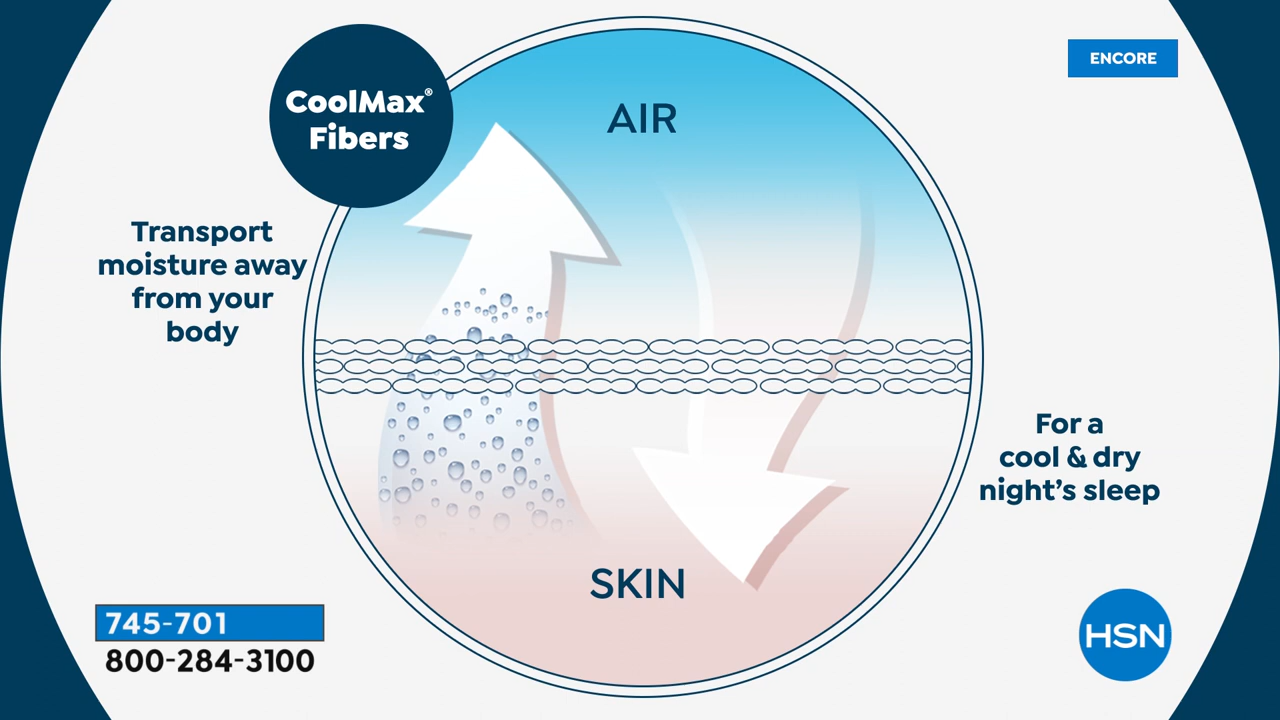 CoolMax®
Fibers
ENCORE
AIR
Transport
moisture away
from your
body
For a
cool & dry
night's sleep
SKIN
745-701
800-284-3100
HSN